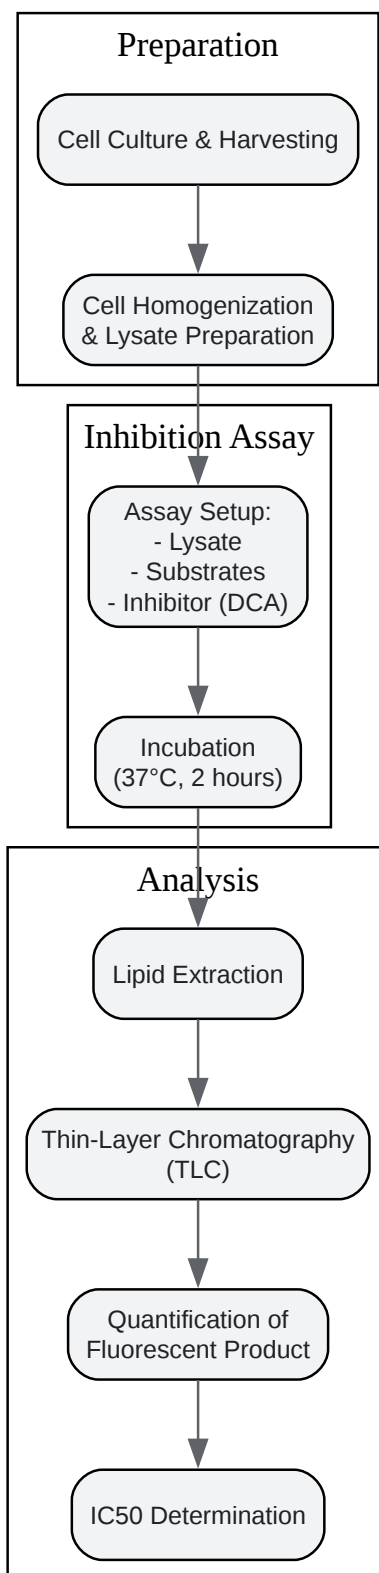 Preparation
Cell Culture & Harvesting
Cell Homogenization
& Lysate Preparation
Inhibition Assay
Assay Setup:
- Lysate
- Substrates
- Inhibitor (DCA)
Incubation
(37°C, 2 hours)
Analysis
Lipid Extraction
Thin-Layer Chromatography
(TLC)
Quantification of
Fluorescent Product
IC50 Determination